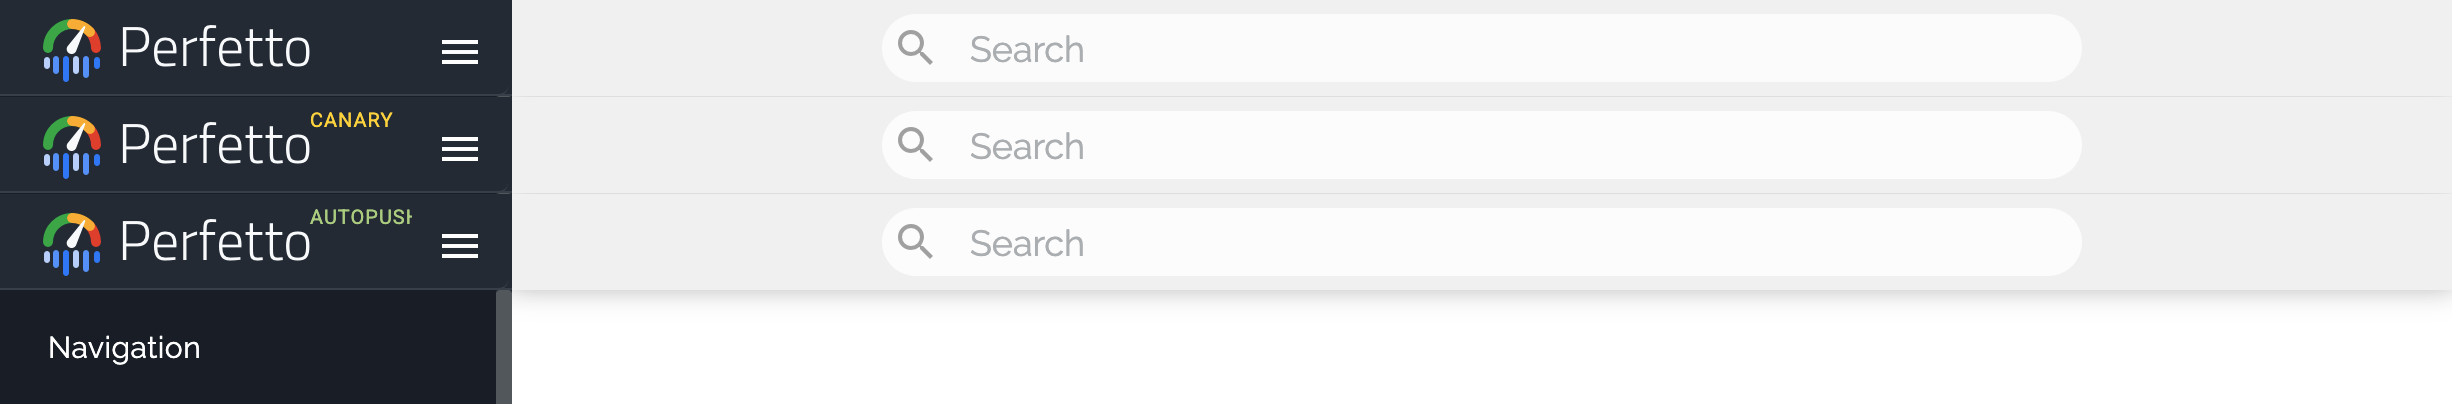 Perfetto
Search
Perfetto CANARY
Search
Perfetto AUTOPUSH
Search
Navigation